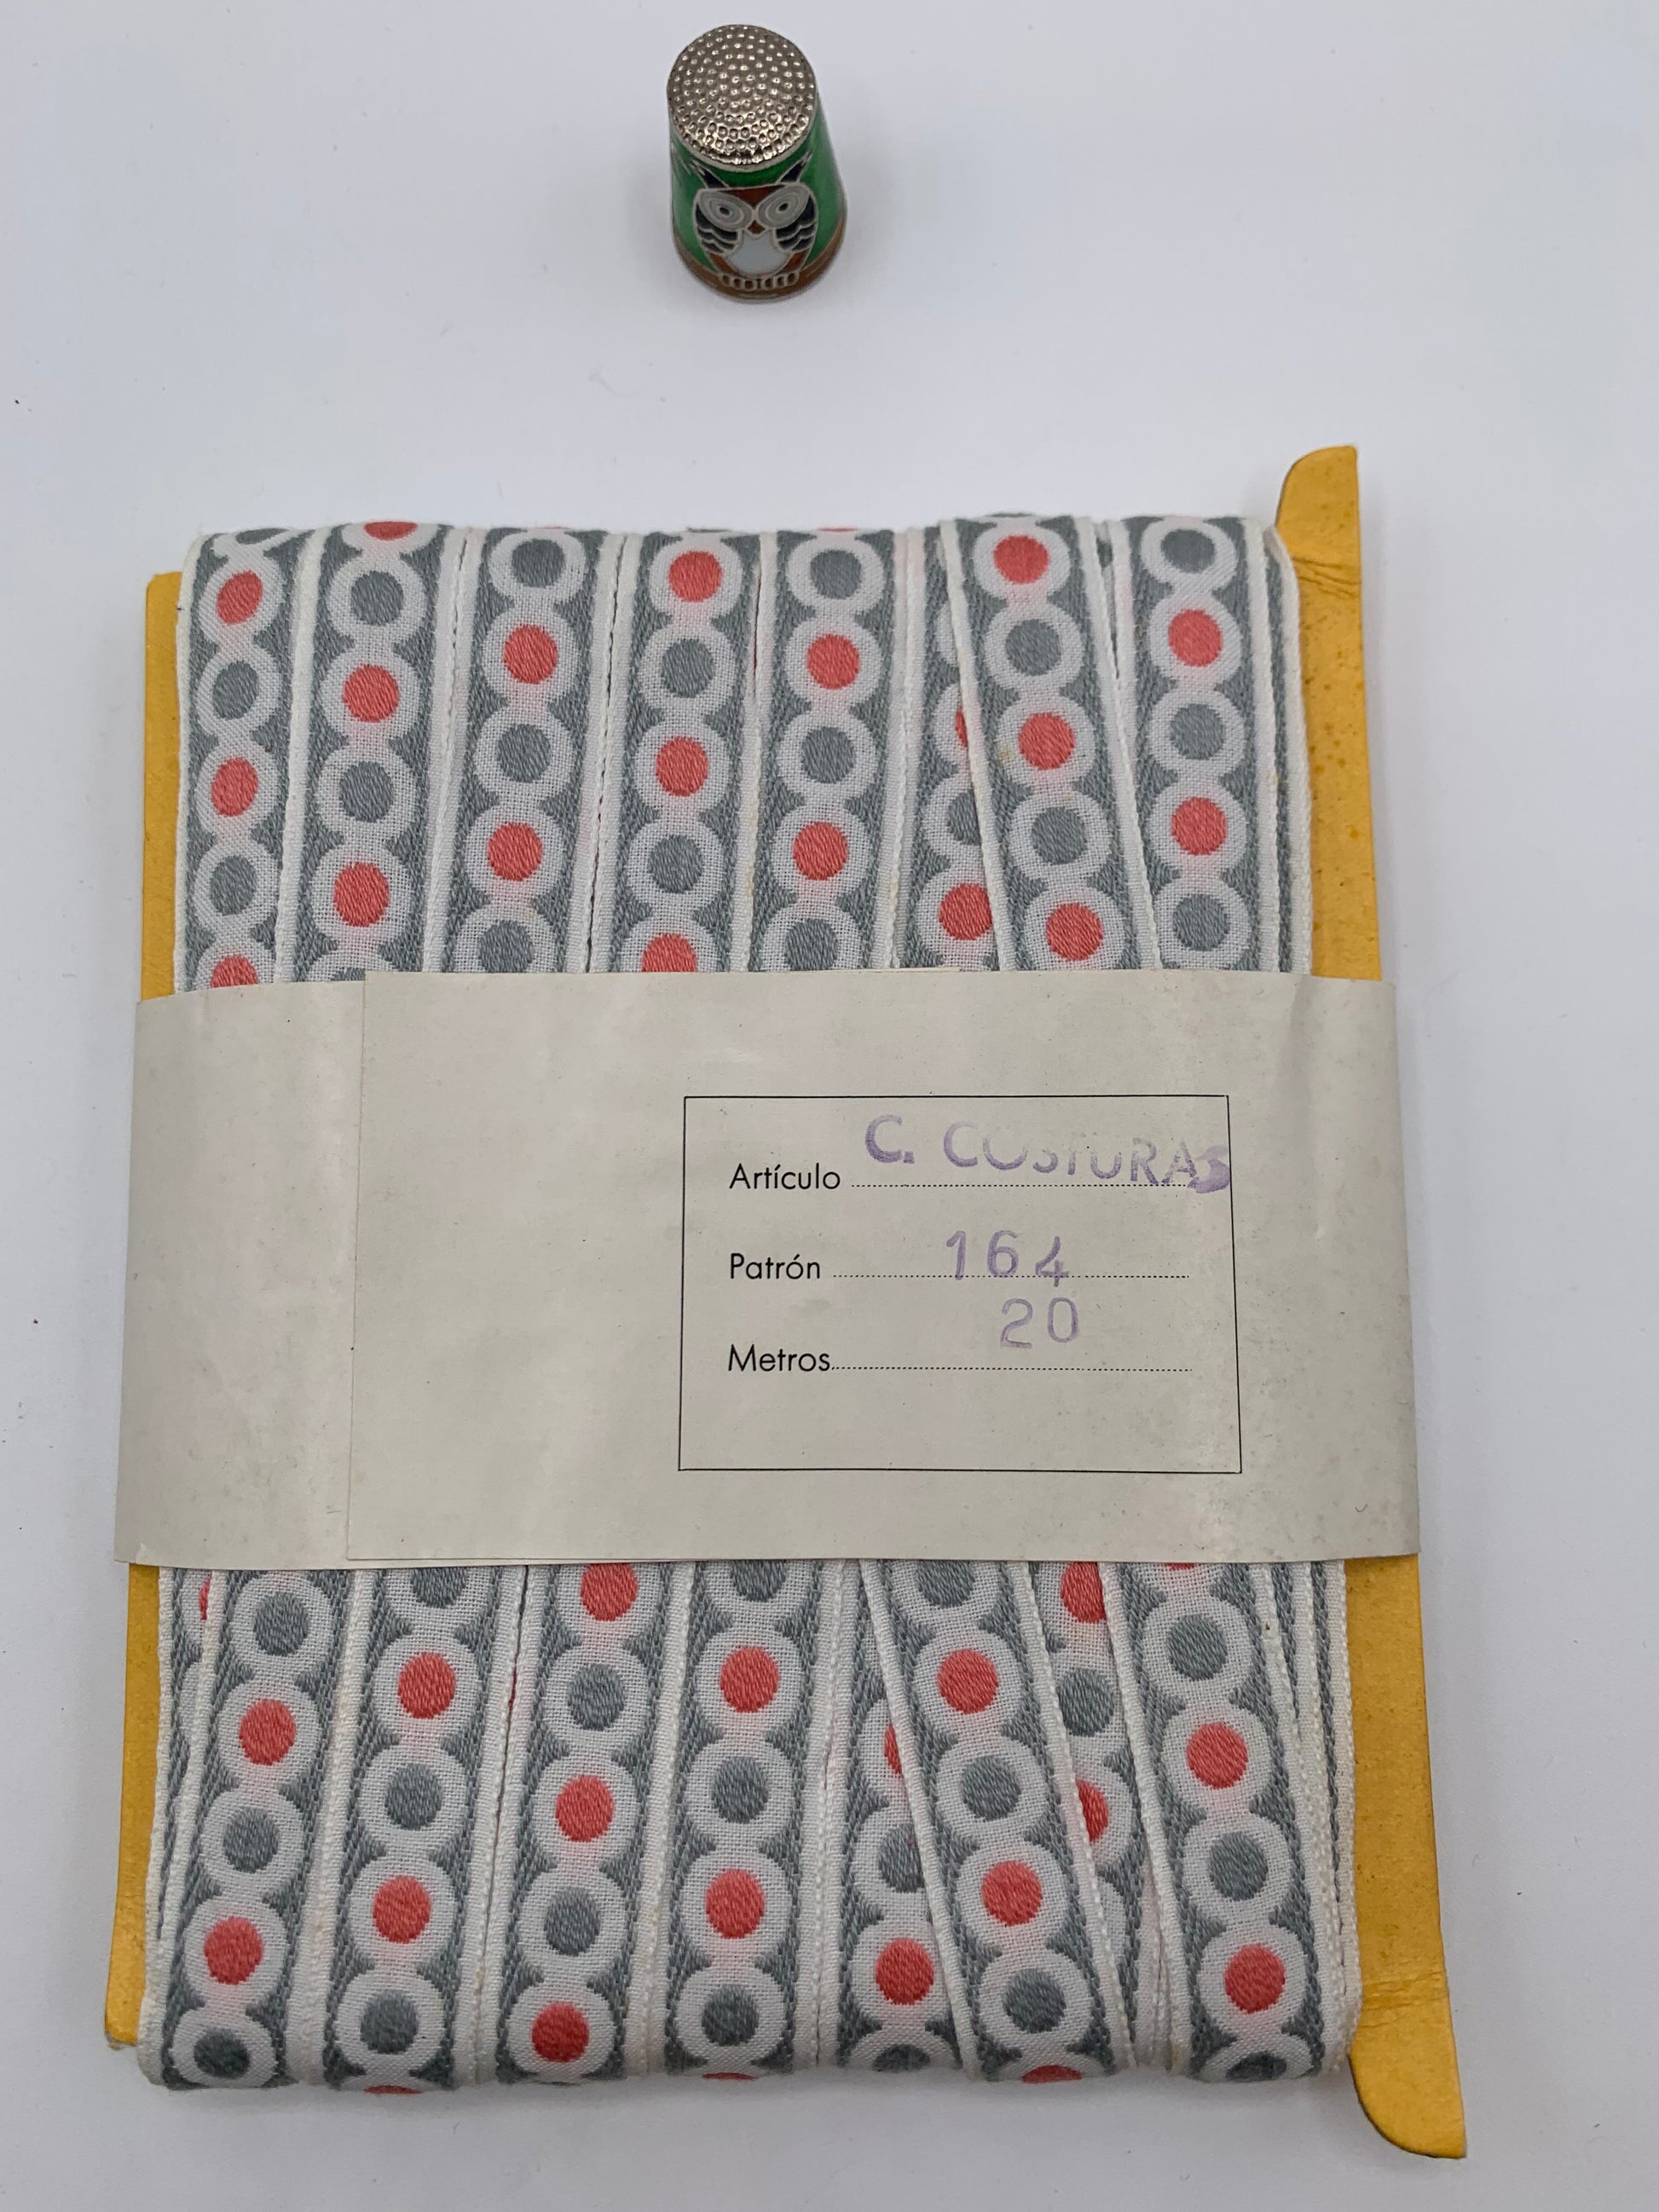 Artículo C. COSTURAS
Patrón 164
Metros 20